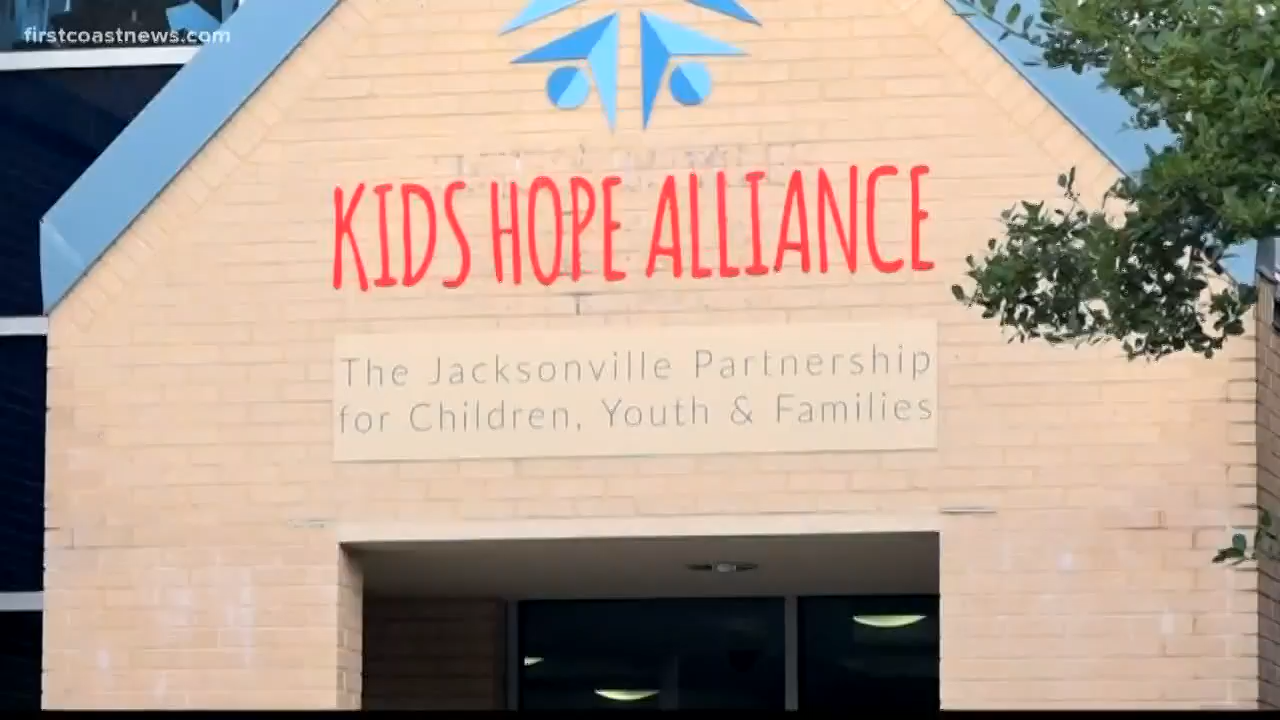 firstcoastnews.com
KIDS HOPE ALLIANCE
The Jacksonville Partnership
for Children, Youth & Families